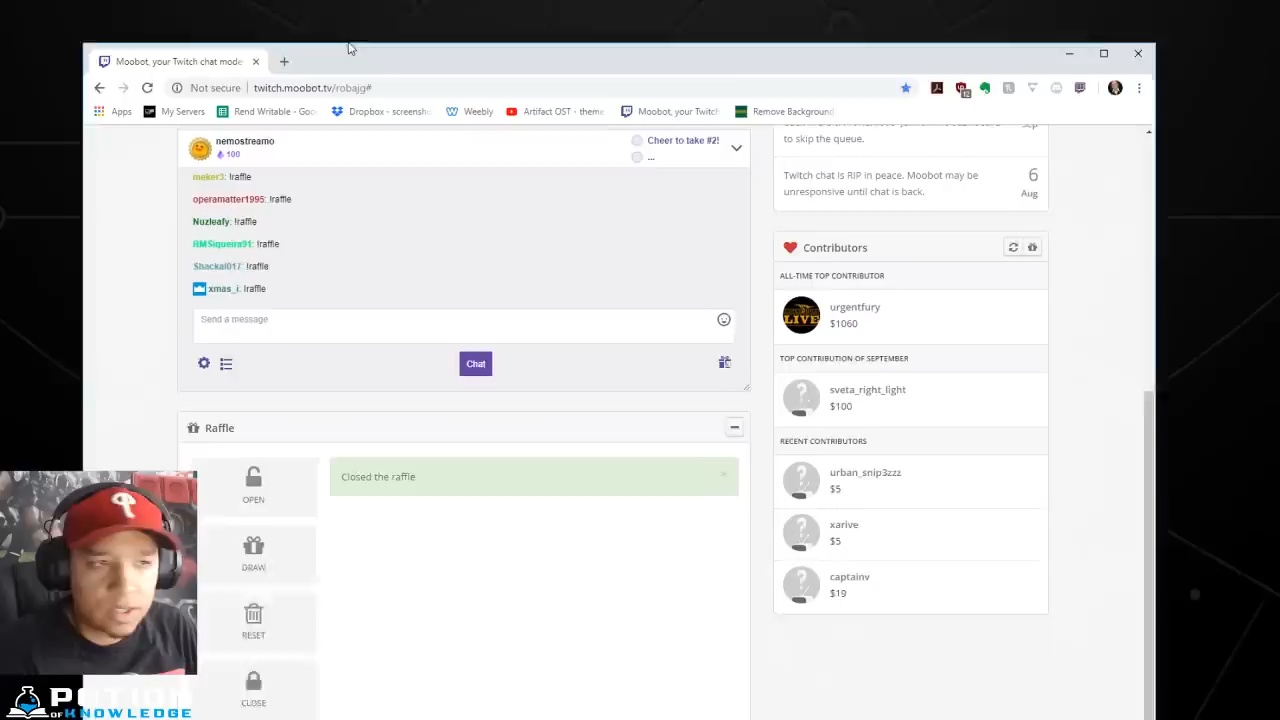 Moobot, your Twitch chat mode
Not secure
twitch.moobot.tv/robajg#
Apps
My Servers
Rend Writable - Goo
Dropbox - screensh
Weebly
Artifact OST - theme
Moobot, your Twitch
Remove Background
nemostreamo
100
Cheer to take #2!
...
meker3: !raffle
operamatter1995: !raffle
Nuzleafy: !raffle
RMSiqueira91: !raffle
Shackal017: !raffle
xmas_i: !raffle
Send a message
Chat
Raffle
OPEN
DRAW
RESET
CLOSE
Closed the raffle
to skip the queue.
Twitch chat is RIP in peace. Moobot may be
unresponsive until chat is back.
6
Aug
Contributors
ALL-TIME TOP CONTRIBUTOR
urgentfury
$1060
LIVE
TOP CONTRIBUTION OF SEPTEMBER
sveta_right_light
$100
RECENT CONTRIBUTORS
urban_snip3zzz
$5
xarive
$5
captainv
$19
P
POTION
OF KNOWLEDGE